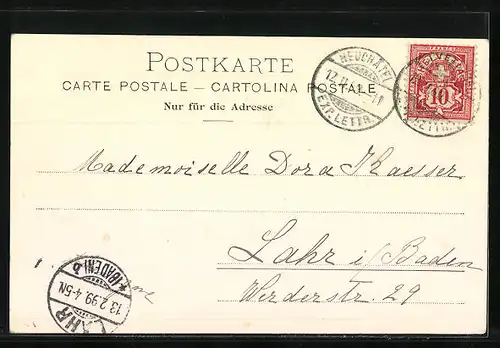 POSTKARTE
CARTE POSTALE — CARTOLINA POSTALE
Nur für die Adresse
NEUCHATEL
EXP. LETTR.
FRANCO
10
Mademoiselle Dora Kaesser
Lahr i/Baden
Werderstr. 29
LAHR
13.2.99.4-5N.
*(BADEN)b